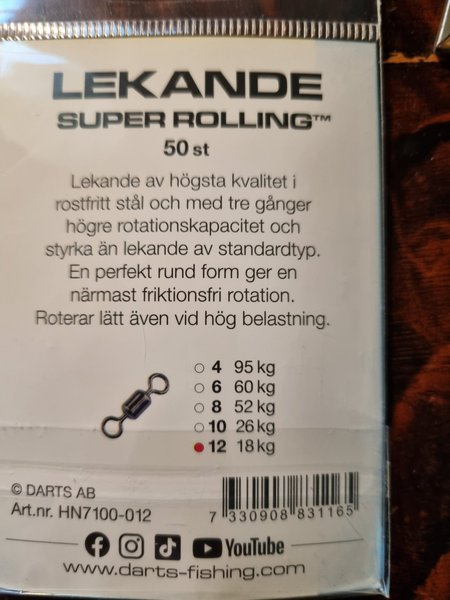 LEKANDE
SUPER ROLLING™
50 st
Lekande av högsta kvalitet i
rostfritt stål och med tre gånger
högre rotationskapacitet och
styrka än lekande av standardtyp.
En perfekt rund form ger en
närmast friktionsfri rotation.
Roterar lätt även vid hög belastning.
4 95 kg
6 60 kg
8 52 kg
10 26 kg
12 18 kg
© DARTS AB
Art.nr. HN7100-012
7 330908 831165
YouTube
www.darts-fishing.com